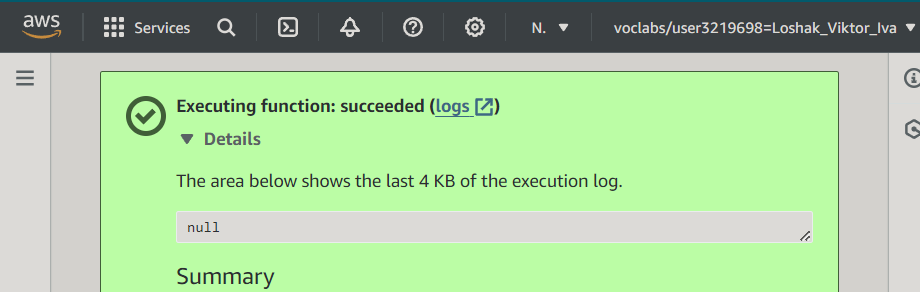 aws
Services
N.
voclabs/user3219698=Loshak_Viktor_Iva
Executing function: succeeded (logs)
Details
The area below shows the last 4 KB of the execution log.
null
Summary